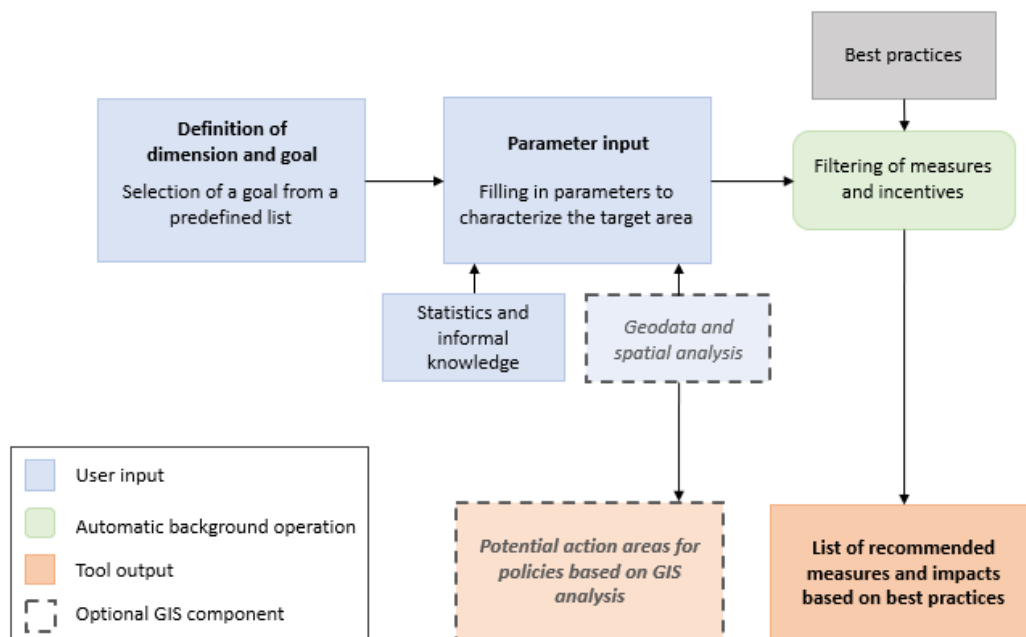 Best practices
Definition of
dimension and goal
Selection of a goal from a
predefined list
Parameter input
Filling in parameters to
characterize the target area
Filtering of measures
and incentives
Statistics and
informal
knowledge
Geodata and
spatial analysis
User input
Automatic background operation
Tool output
Optional GIS component
Potential action areas for
policies based on GIS
analysis
List of recommended
measures and impacts
based on best practices